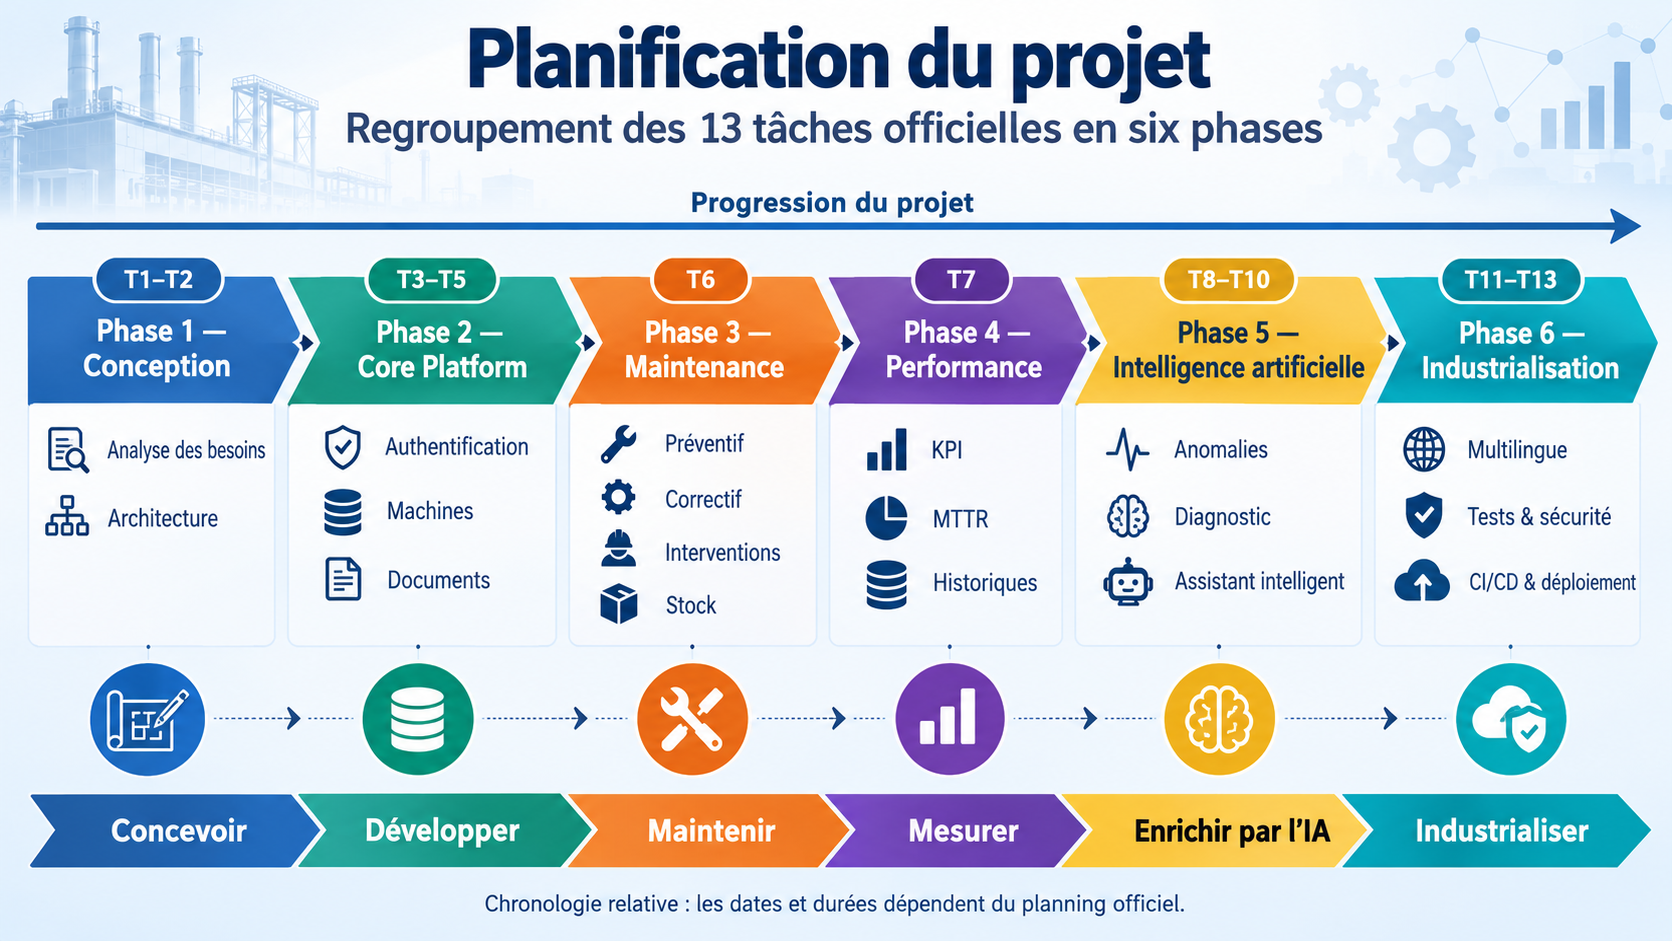 Planification du projet
Regroupement des 13 tâches officielles en six phases
Progression du projet
T1–T2
Phase 1 —
Conception
Analyse des besoins
Architecture
T3–T5
Phase 2 —
Core Platform
Authentification
Machines
Documents
T6
Phase 3 —
Maintenance
Préventif
Correctif
Interventions
Stock
T7
Phase 4 —
Performance
KPI
MTTR
Historiques
T8–T10
Phase 5 —
Intelligence artificielle
Anomalies
Diagnostic
Assistant intelligent
T11–T13
Phase 6 —
Industrialisation
Multilingue
Tests & sécurité
CI/CD & déploiement
Concevoir
Développer
Maintenir
Mesurer
Enrichir par l’IA
Industrialiser
Chronologie relative : les dates et durées dépendent du planning officiel.